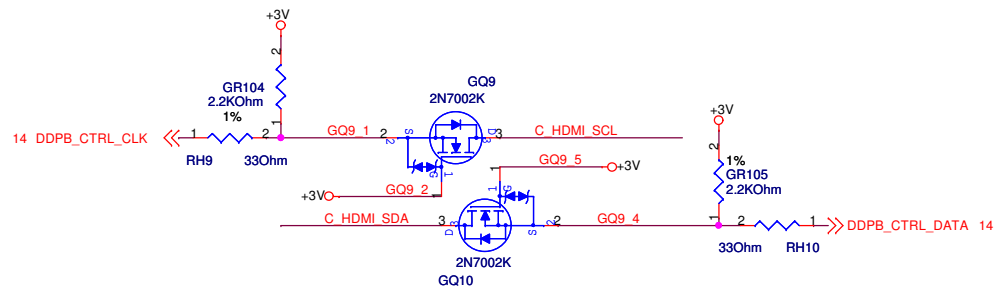 +3V
2
GR104
2.2KOhm
1%
1
14 DDPB_CTRL_CLK
1
2
RH9
33Ohm
GQ9_1
2
2
S
GQ9
2N7002K
D
3
3
C_HDMI_SCL
G
1
1
GQ9_2
+3V
GQ9_5
+3V
1
1
G
C_HDMI_SDA
3
3
D
S
2
2
GQ9_4
2N7002K
GQ10
+3V
2
1%
GR105
2.2KOhm
1
2
1
33Ohm
RH10
DDPB_CTRL_DATA 14